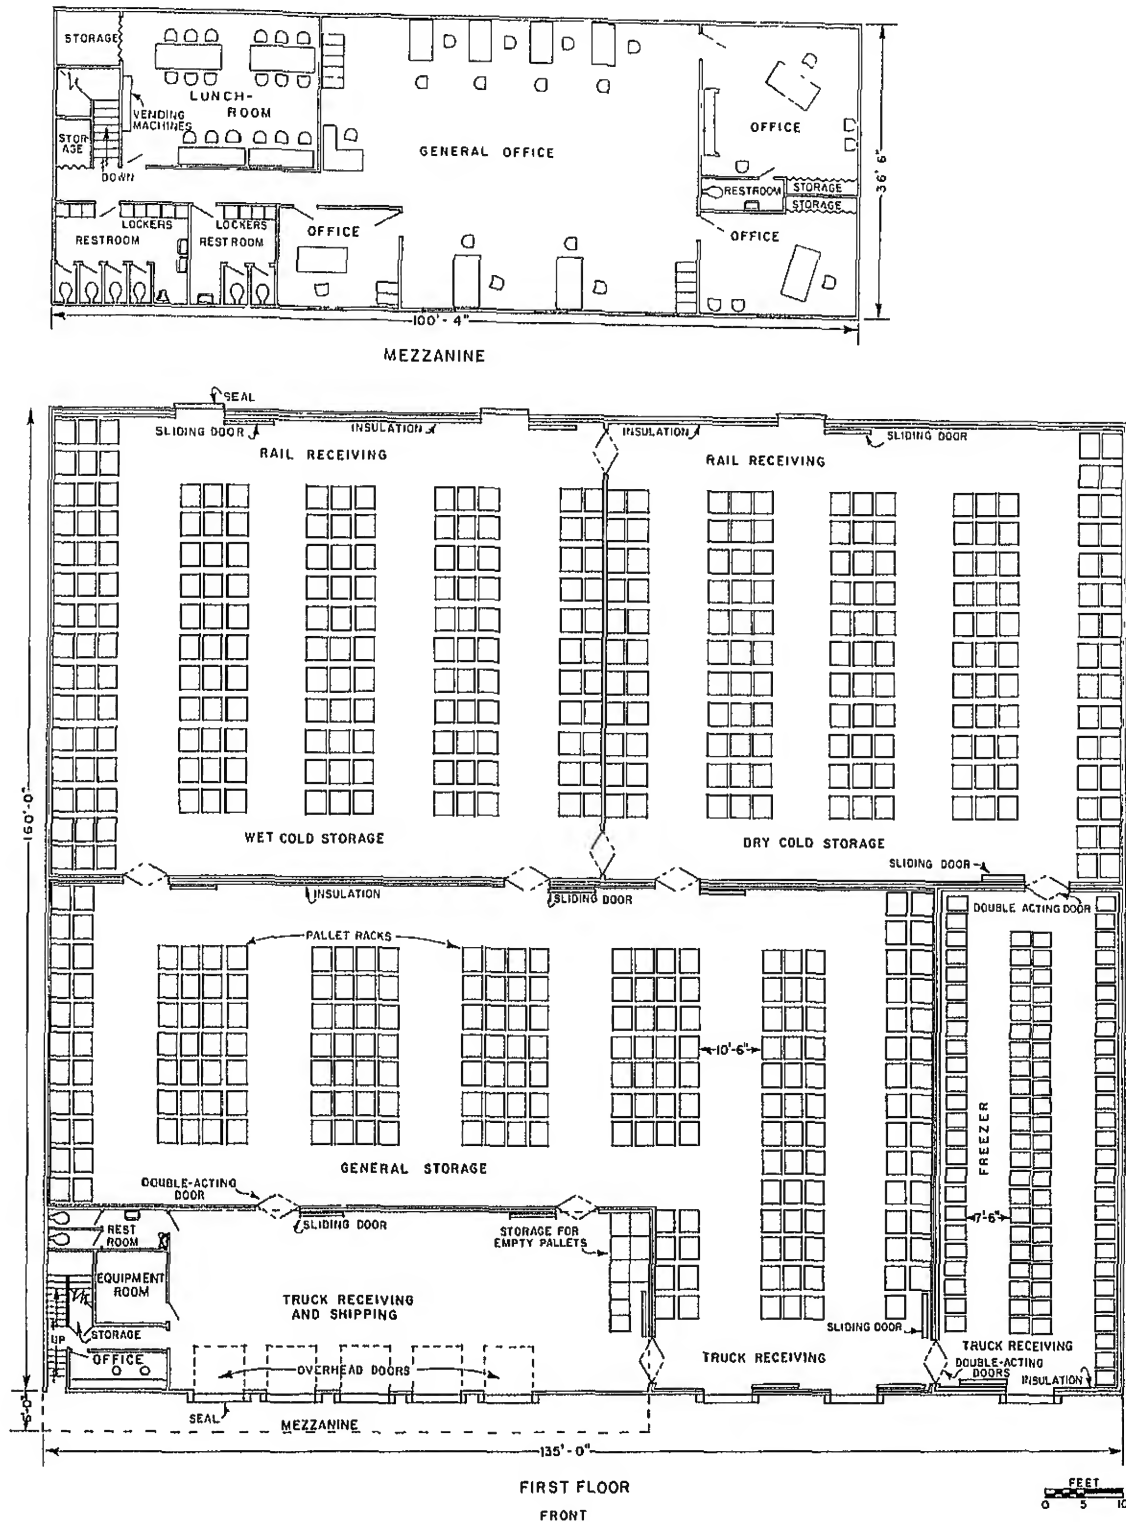 STORAGE
LUNCH-
ROOM
VENDING
MACHINES
STOR
AGE
DOWN
GENERAL OFFICE
OFFICE
RESTROOM
STORAGE
STORAGE
36'6"
LOCKERS
RESTROOM
LOCKERS
RESTROOM
OFFICE
OFFICE
100'-4"
MEZZANINE
SEAL
SLIDING DOOR
INSULATION
INSULATION
SLIDING DOOR
RAIL RECEIVING
RAIL RECEIVING
WET COLD STORAGE
DRY COLD STORAGE
SLIDING DOOR
INSULATION
SLIDING DOOR
DOUBLE ACTING DOOR
PALLET RACKS
160'-0"
10'-6"
FREEZER
GENERAL STORAGE
DOUBLE-ACTING
DOOR
SLIDING DOOR
STORAGE FOR
EMPTY PALLETS
7'-6"
REST
ROOM
EQUIPMENT
ROOM
TRUCK RECEIVING
AND SHIPPING
UP
STORAGE
OFFICE
OVERHEAD DOORS
SLIDING DOOR
TRUCK RECEIVING
TRUCK RECEIVING
DOUBLE-ACTING
DOORS
INSULATION
6'-0"
SEAL
MEZZANINE
135'-0"
FIRST FLOOR
FRONT
FEET
0 5 10